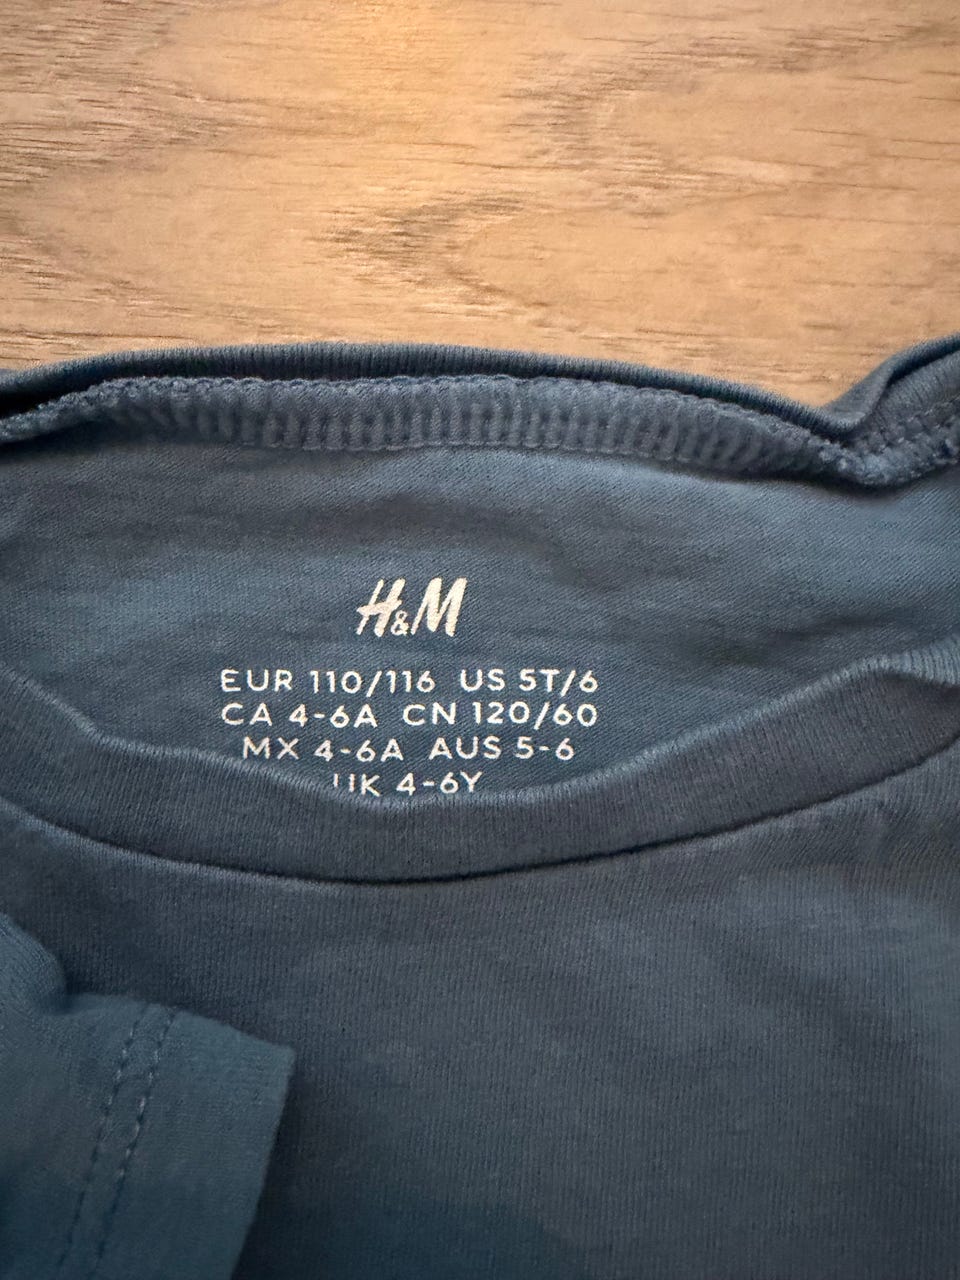 H&M
EUR 110/116 US 5T/6
CA 4-6A CN 120/60
MX 4-6A AUS 5-6
UK 4-6Y